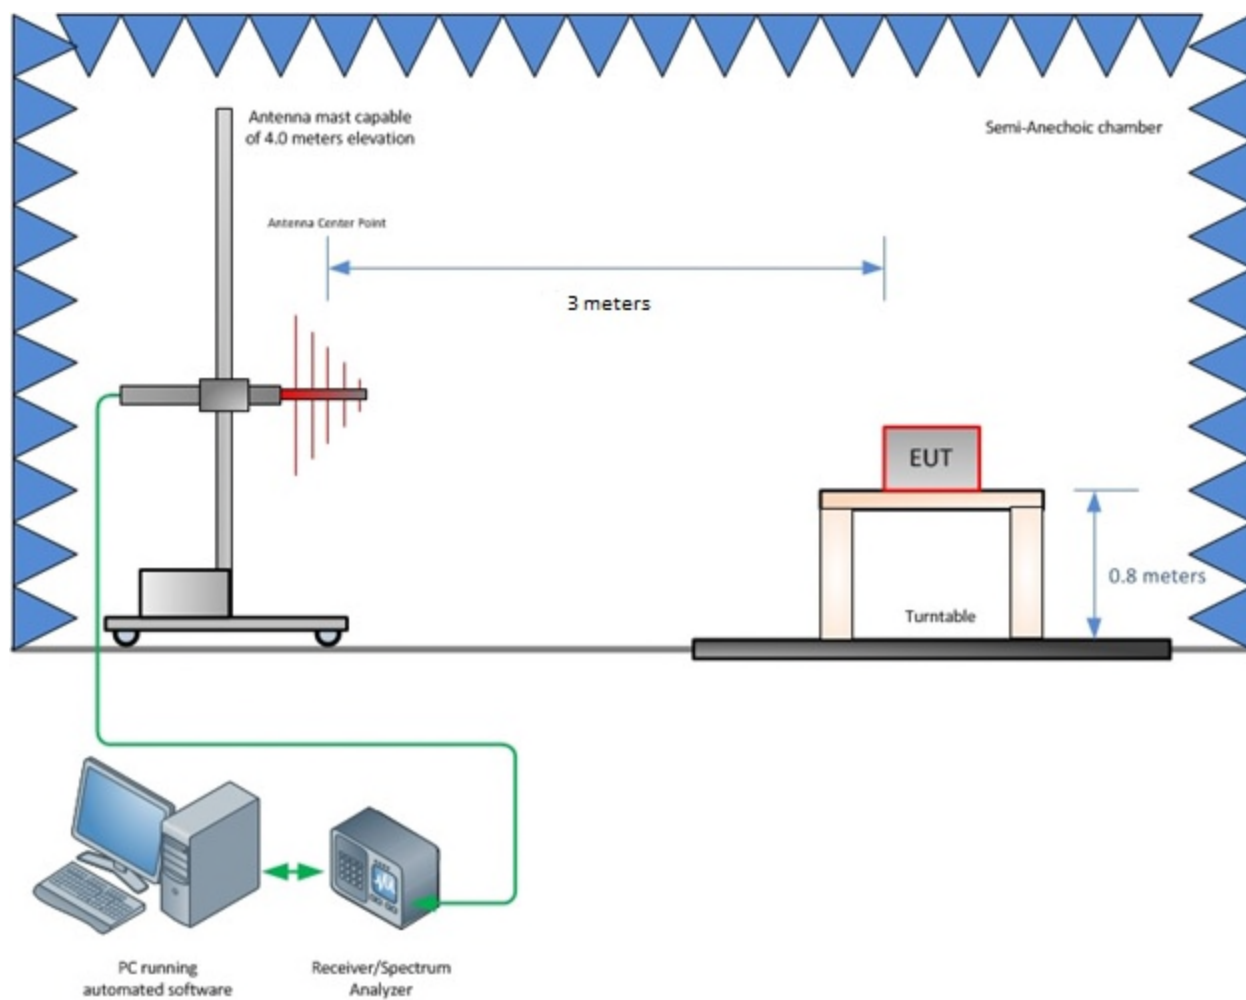 Antenna mast capable
of 4.0 meters elevation
Semi-Anechoic chamber
Antenna Center Point
3 meters
EUT
0.8 meters
Turntable
PC running
automated software
Receiver/Spectrum
Analyzer